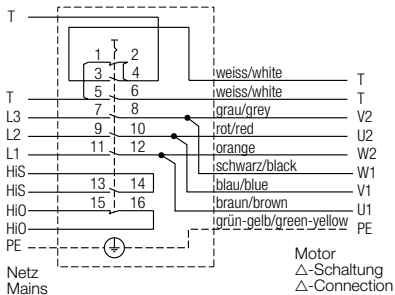 T
1 2
3 4
weiss/white T
T 5 6 weiss/white T
L3 7 8 grau/grey V2
L2 9 10 rot/red U2
L1 11 12 orange W2
HiS schwarz/black W1
HiS 13 14 blau/blue V1
HiO 15 16 braun/brown U1
HiO grün-gelb/green-yellow PE
PE
Netz
Mains
Motor
△-Schaltung
△-Connection